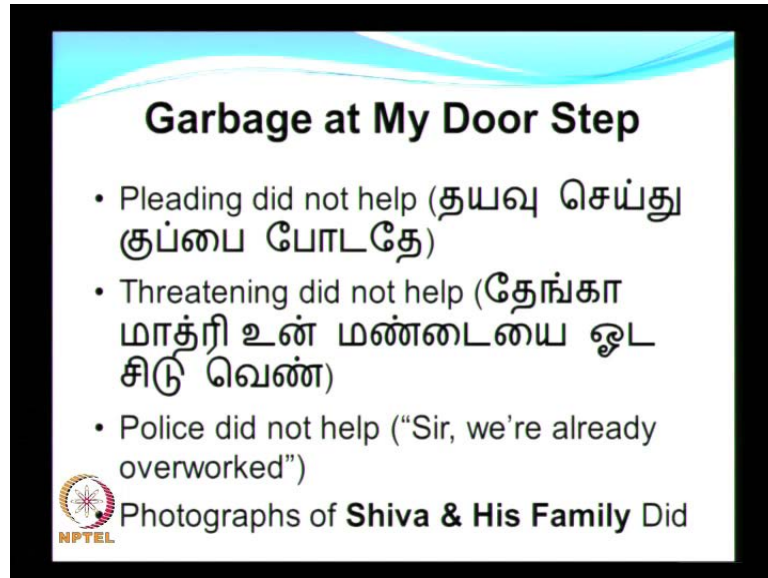 Garbage at My Door Step
• Pleading did not help (தயவு செய்து
குப்பை போடதே)
• Threatening did not help (தேங்கா
மாத்ரி உன் மண்டையை ஓட
சிடு வெண்)
• Police did not help (“Sir, we’re already
overworked”)
• Photographs of Shiva & His Family Did
NPTEL